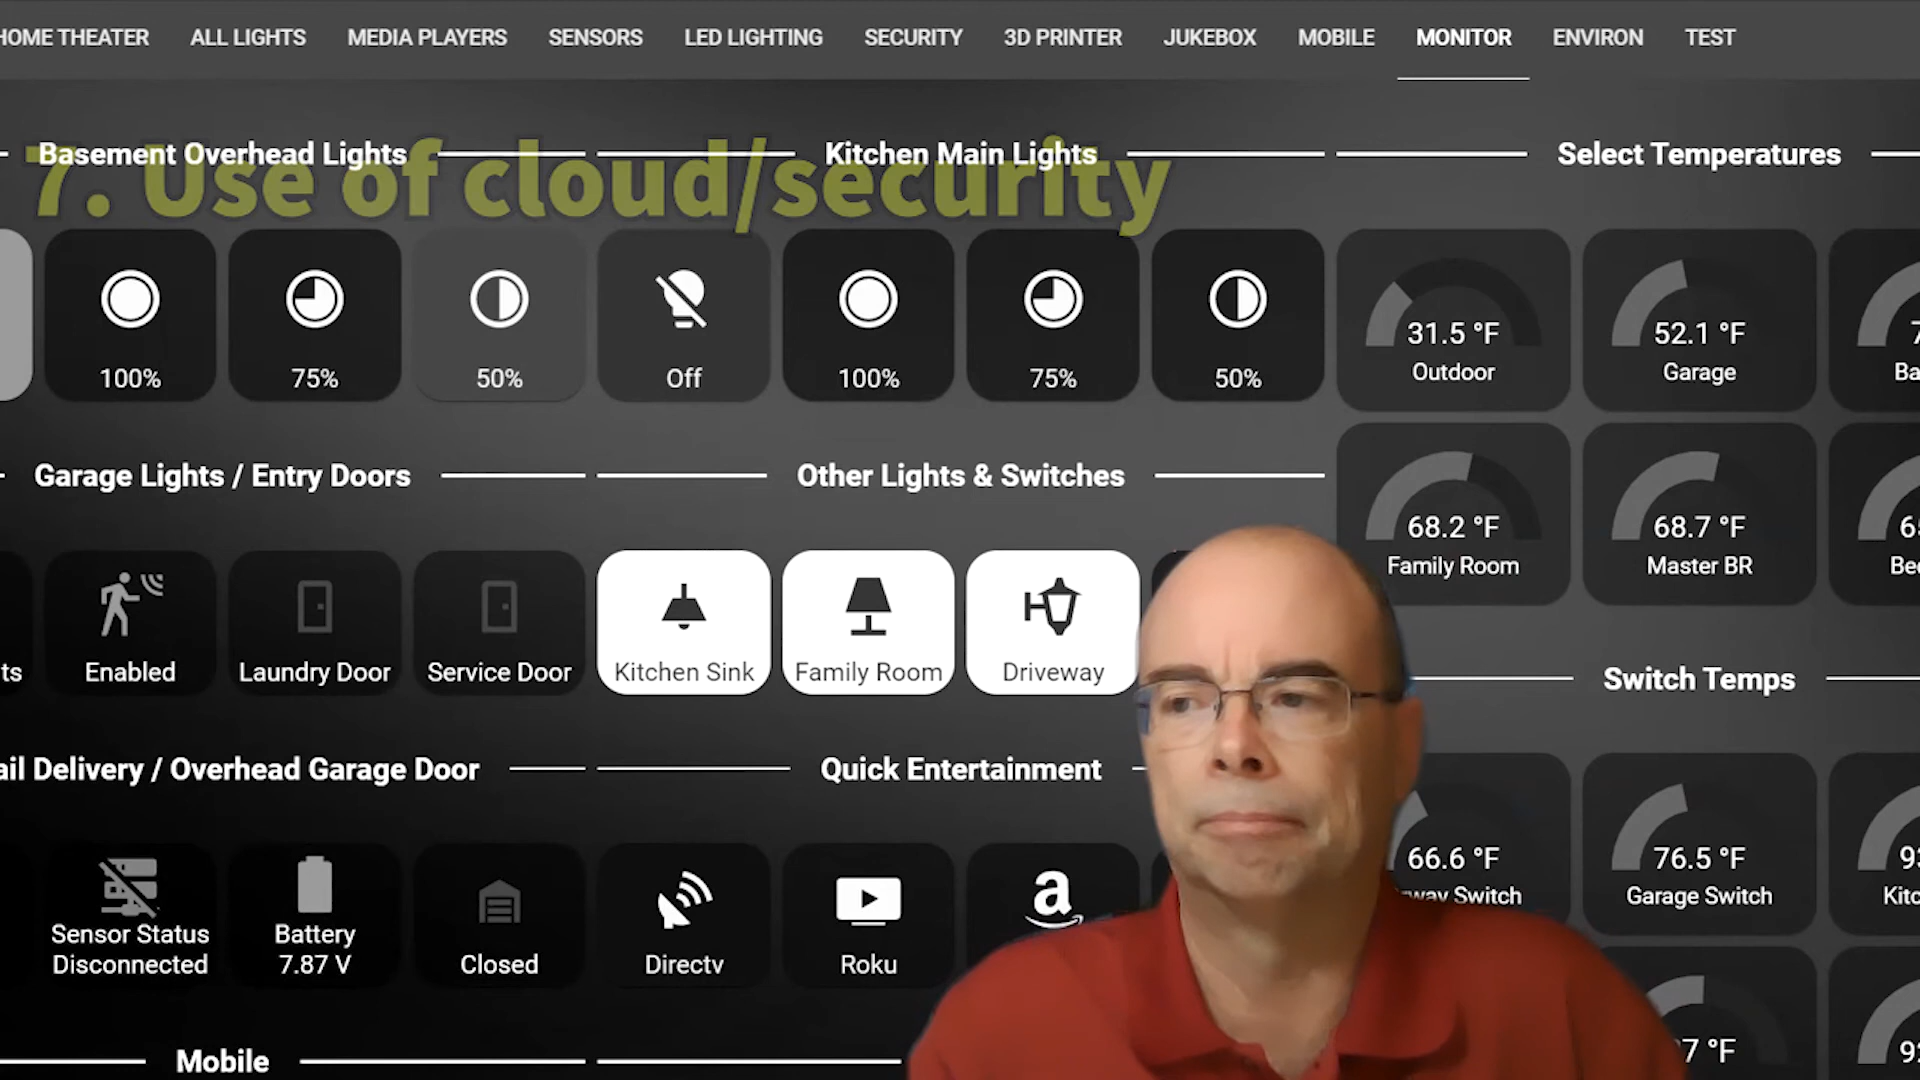 HOME THEATER ALL LIGHTS MEDIA PLAYERS SENSORS LED LIGHTING SECURITY 3D PRINTER JUKEBOX MOBILE MONITOR ENVIRON TEST
7. Use of cloud/security
Basement Overhead Lights Kitchen Main Lights Select Temperatures
100% 75% 50% Off 100% 75% 50%
31.5 °F 52.1 °F
Outdoor Garage
Garage Lights / Entry Doors Other Lights & Switches
68.2 °F 68.7 °F
Family Room Master BR
Enabled Laundry Door Service Door Kitchen Sink Family Room Driveway
Switch Temps
Delivery / Overhead Garage Door Quick Entertainment
66.6 °F 76.5 °F
Switch Garage Switch
Sensor Status Battery
Disconnected 7.87 V Closed Directv Roku
a
Mobile
°F